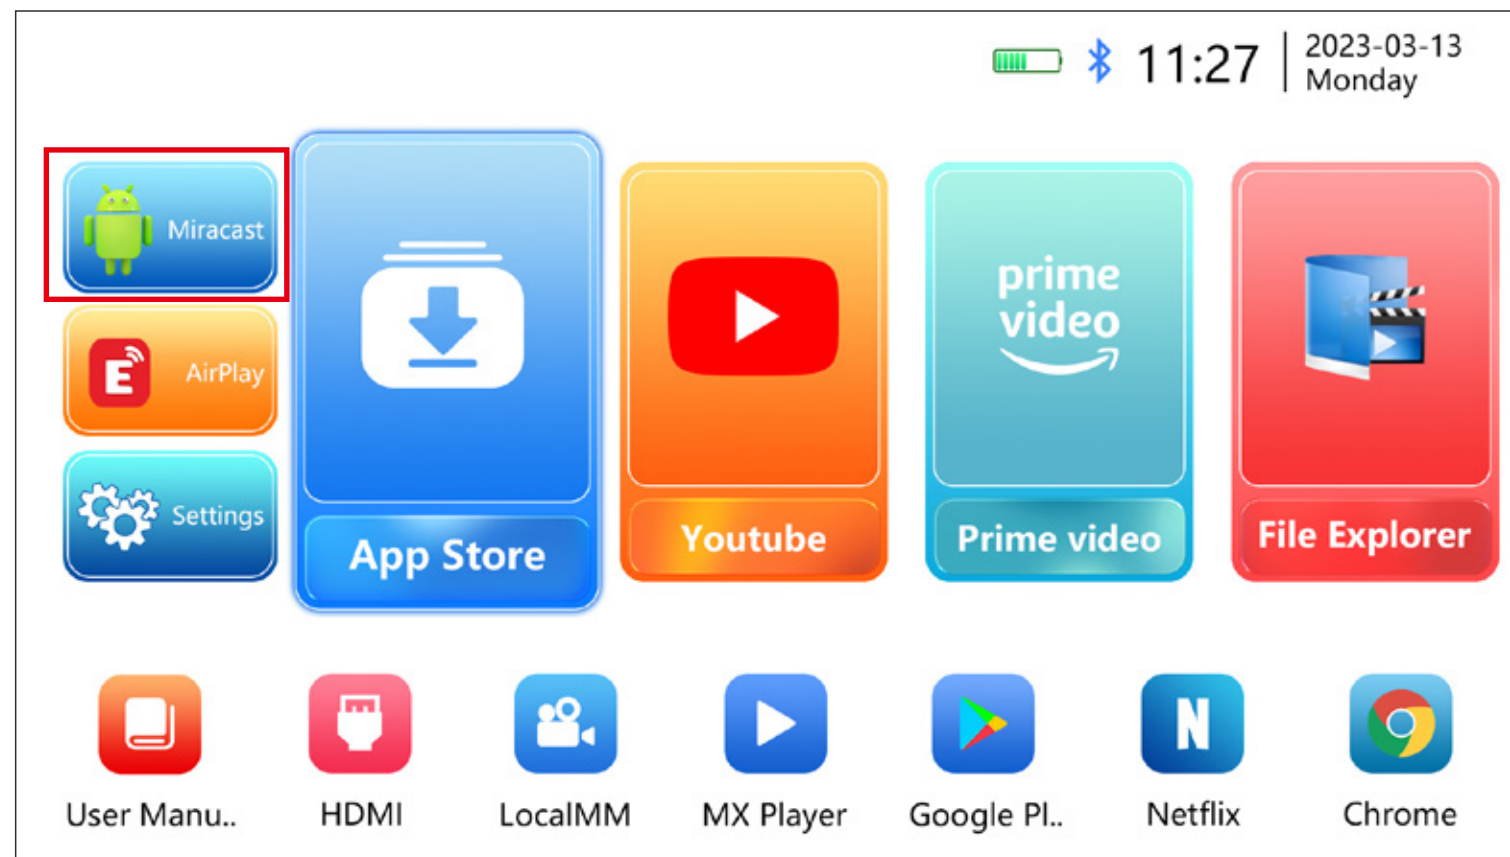 11:27
2023-03-13
Monday
Miracast
E
AirPlay
Settings
App Store
Youtube
prime
video
Prime video
File Explorer
User Manu..
HDMI
LocalMM
MX Player
Google Pl..
N
Netflix
Chrome